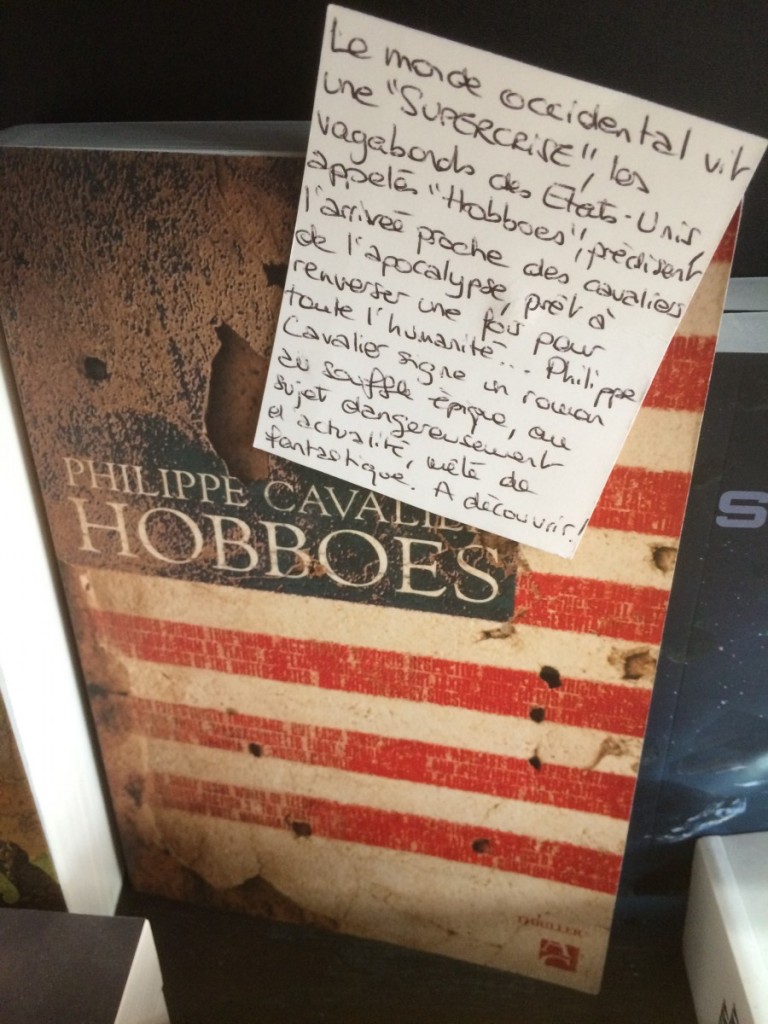 Le monde occidental vit
une "SUPERCRISE", les
vagabonds des Etats-Unis,
appelés "Hobboes", prédisent
l'arrivée proche des cavaliers
de l'apocalypse, prêt à
renverser une fois pour
toute l'humanité... Philippe
Cavalier signe un roman
au souffle épique, au
sujet dangereusement
d'actualité, mêlé de
fantastique. A découvrir!
PHILIPPE CAVALIER
HOBBOES
THRILLER
S